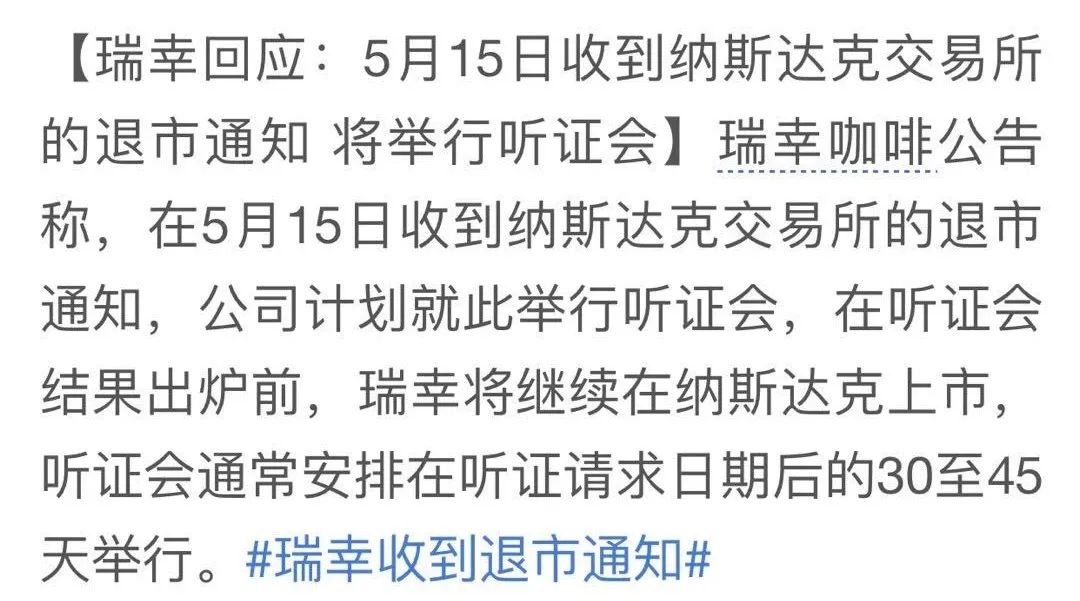 【瑞幸回应：5月15日收到纳斯达克交易所
的退市通知 将举行听证会】瑞幸咖啡公告
称，在5月15日收到纳斯达克交易所的退市
通知，公司计划就此举行听证会，在听证会
结果出炉前，瑞幸将继续在纳斯达克上市，
听证会通常安排在听证请求日期后的30至45
天举行。#瑞幸收到退市通知#